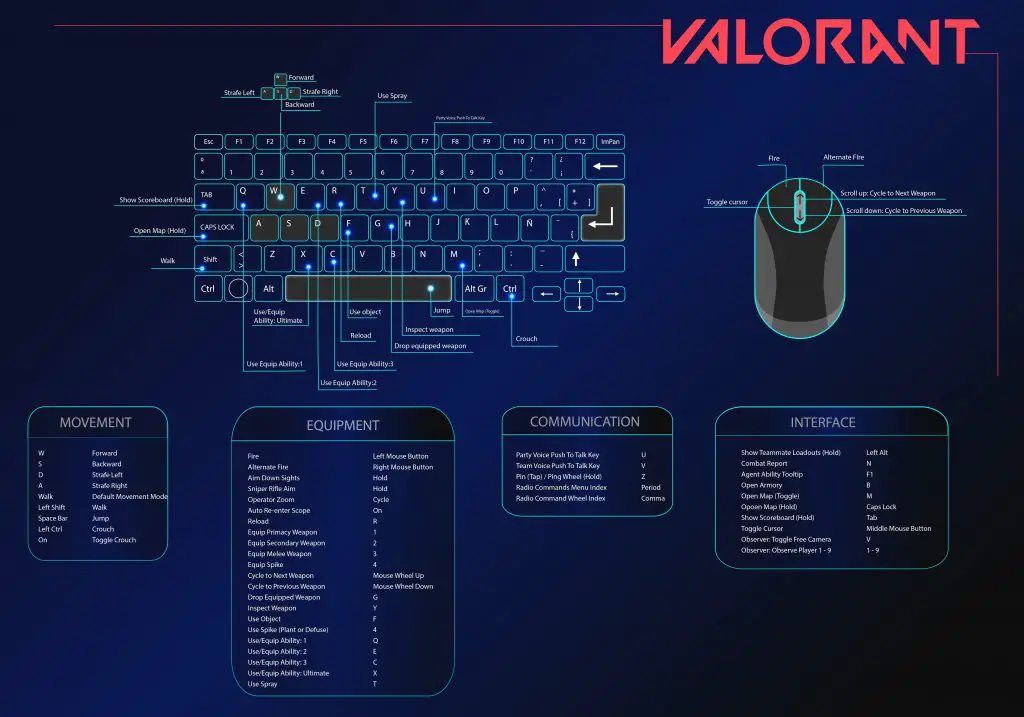 VALORANT
W Forward
Strafe Left A S D Strafe Right
Backward
Use Spray
Party Voice Push To Talk Key
Esc F1 F2 F3 F4 F5 F6 F7 F8 F9 F10 F11 F12 ImPan
º ª 1 2 3 4 5 6 7 8 9 0 ? ' ¿ ¡
Show Scoreboard (Hold) TAB Q W E R T Y U I O P ^ [ * + ]
Open Map (Hold) CAPS LOCK A S D F G H J K L Ñ {
Walk Shift < > Z X C V B N M ; , : . _ -
Ctrl Alt Alt Gr Ctrl
Use/Equip
Ability: Ultimate
Use object
Jump
Open Map (Toggle)
Reload
Inspect weapon
Crouch
Drop equipped weapon
Use Equip Ability:1
Use Equip Ability:3
Use Equip Ability:2
Fire
Alternate Fire
Toggle cursor
Scroll up: Cycle to Next Weapon
Scroll down: Cycle to Previous Weapon
MOVEMENT
W Forward
S Backward
D Strafe Left
A Strafe Right
Walk Default Movement Mode
Left Shift Walk
Space Bar Jump
Left Ctrl Crouch
On Toggle Crouch
EQUIPMENT
Fire Left Mouse Button
Alternate Fire Right Mouse Button
Aim Down Sights Hold
Sniper Rifle Aim Hold
Operator Zoom Cycle
Auto Re-enter Scope On
Reload R
Equip Primacy Weapon 1
Equip Secondary Weapon 2
Equip Melee Weapon 3
Equip Spike 4
Cycle to Next Weapon Mouse Wheel Up
Cycle to Previous Weapon Mouse Wheel Down
Drop Equipped Weapon G
Inspect Weapon Y
Use Object F
Use Spike (Plant or Defuse) 4
Use/Equip Ability: 1 Q
Use/Equip Ability: 2 E
Use/Equip Ability: 3 C
Use/Equip Ability: Ultimate X
Use Spray T
COMMUNICATION
Party Voice Push To Talk Key U
Team Voice Push To Talk Key V
Pin (Tap) / Ping Wheel (Hold) Z
Radio Commands Menu Index Period
Radio Command Wheel Index Comma
INTERFACE
Show Teammate Loadouts (Hold) Left Alt
Combat Report N
Agent Ability Tooltip F1
Open Armory B
Open Map (Toggle) M
Opoen Map (Hold) Caps Lock
Show Scoreboard (Hold) Tab
Toggle Cursor Middle Mouse Button
Observer: Toggle Free Camera V
Observer: Observe Player 1 - 9 1 - 9